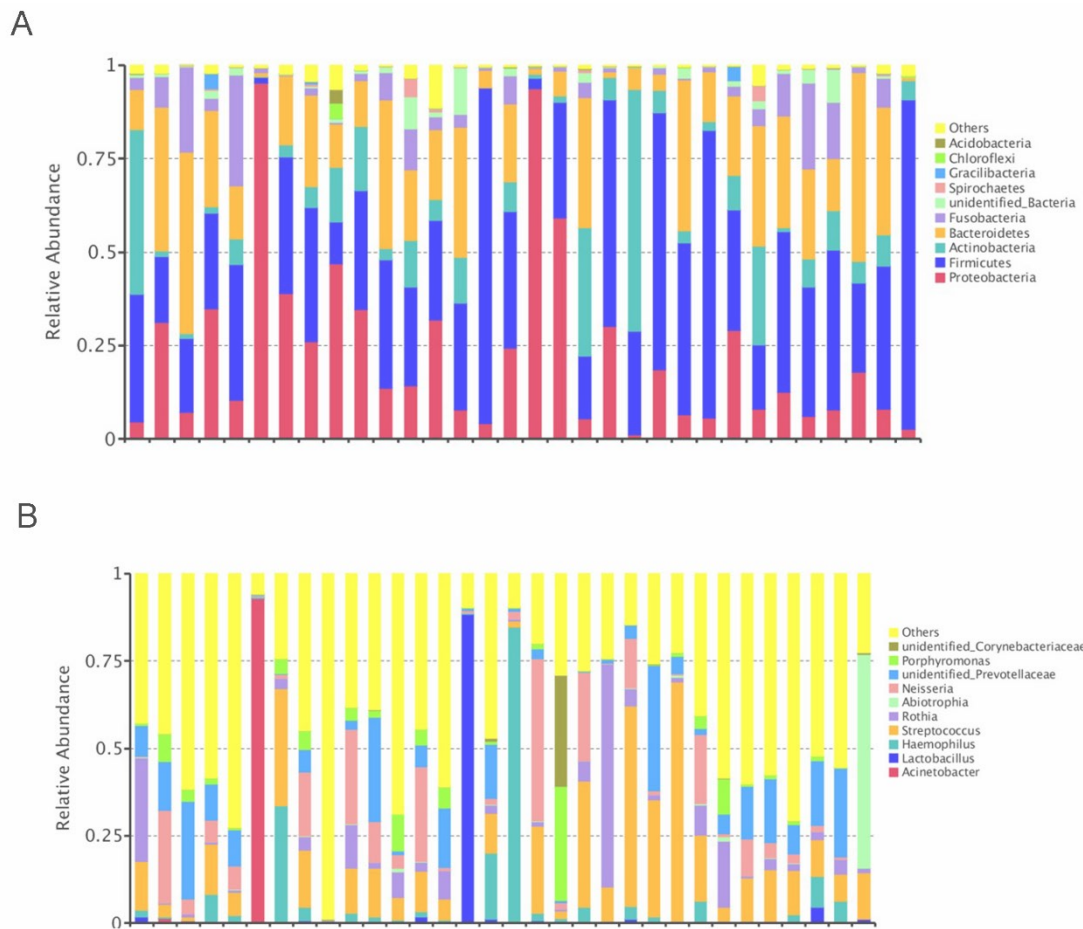 A
1
0.75
0.5
0.25
0
Relative Abundance
Others
Acidobacteria
Chloroflexi
Gracilibacteria
Spirochaetes
unidentified_Bacteria
Fusobacteria
Bacteroidetes
Actinobacteria
Firmicutes
Proteobacteria
B
1
0.75
0.5
0.25
0
Relative Abundance
Others
unidentified_Corynebacteriaceae
Porphyromonas
unidentified_Prevotellaceae
Neisseria
Abiotrophia
Rothia
Streptococcus
Haemophilus
Lactobacillus
Acinetobacter